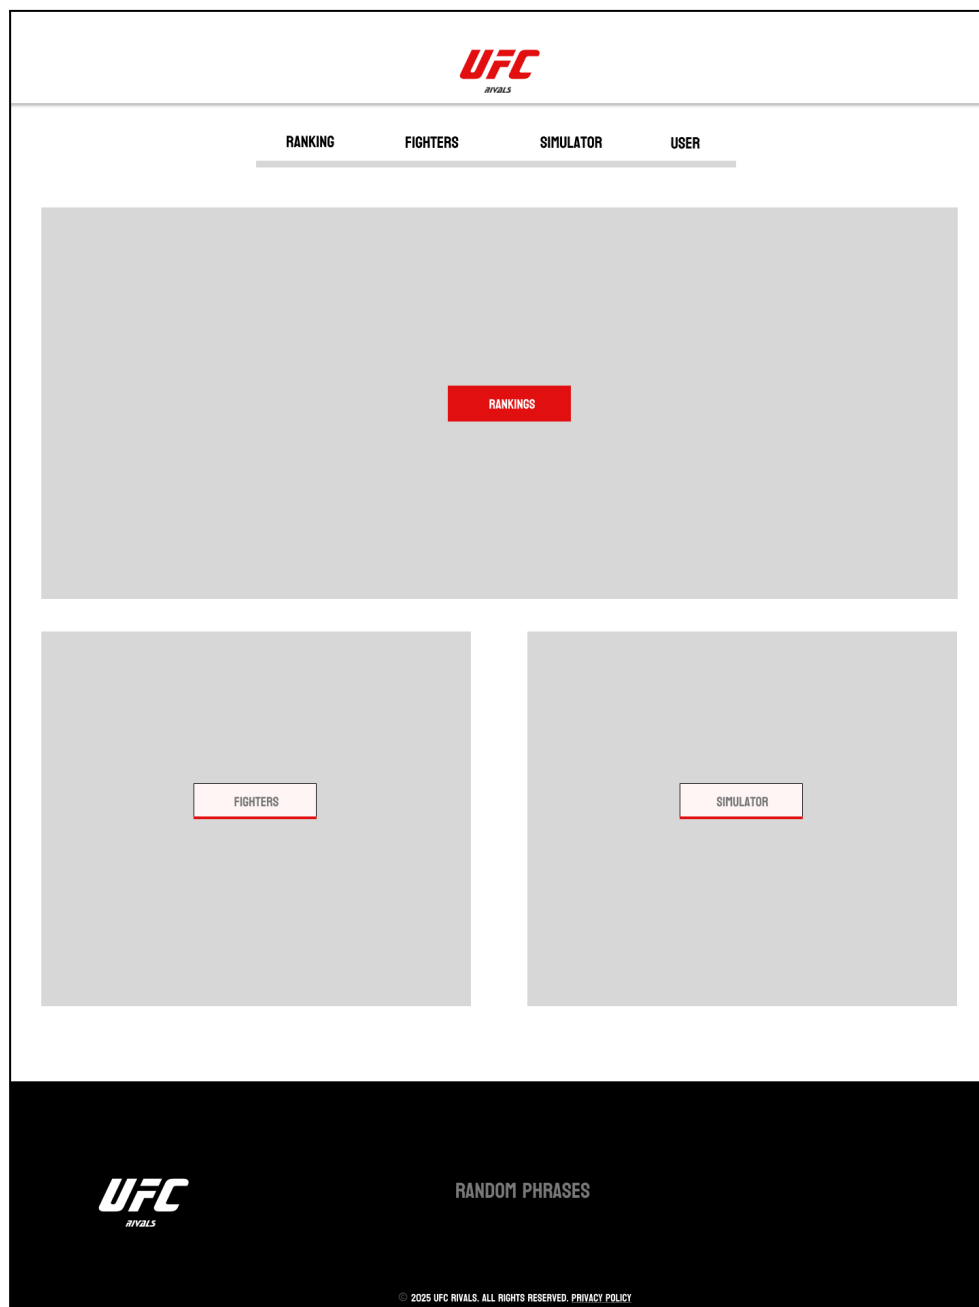 UFC
RIVALS
RANKING FIGHTERS SIMULATOR USER
RANKINGS
FIGHTERS SIMULATOR
UFC
RIVALS
RANDOM PHRASES
© 2025 UFC RIVALS. ALL RIGHTS RESERVED. PRIVACY POLICY